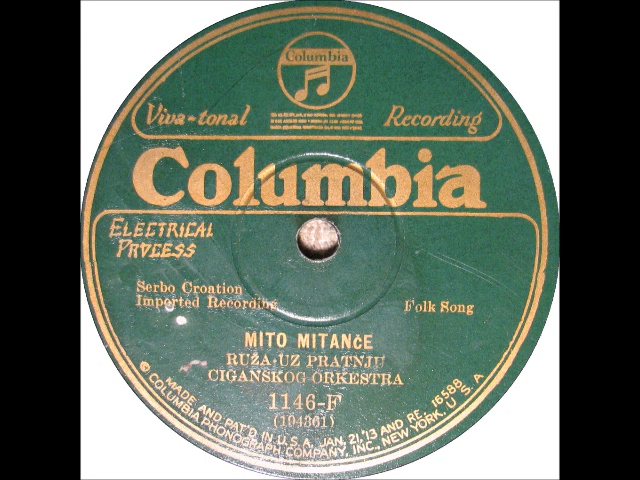 Columbia
Viva-tonal Recording
Columbia
ELECTRICAL
PROCESS
Serbo Croation
Imported Recording Folk Song
MITO MITANČE
RUŽA-UZ PRATNJU
CIGANSKOG ORKESTRA
1146-F
(104861)
MADE AND PAT'D IN U.S.A. JAN. 21,'13 AND RE. 16588
© COLUMBIA PHONOGRAPH COMPANY, INC., NEW YORK, U.S.A.